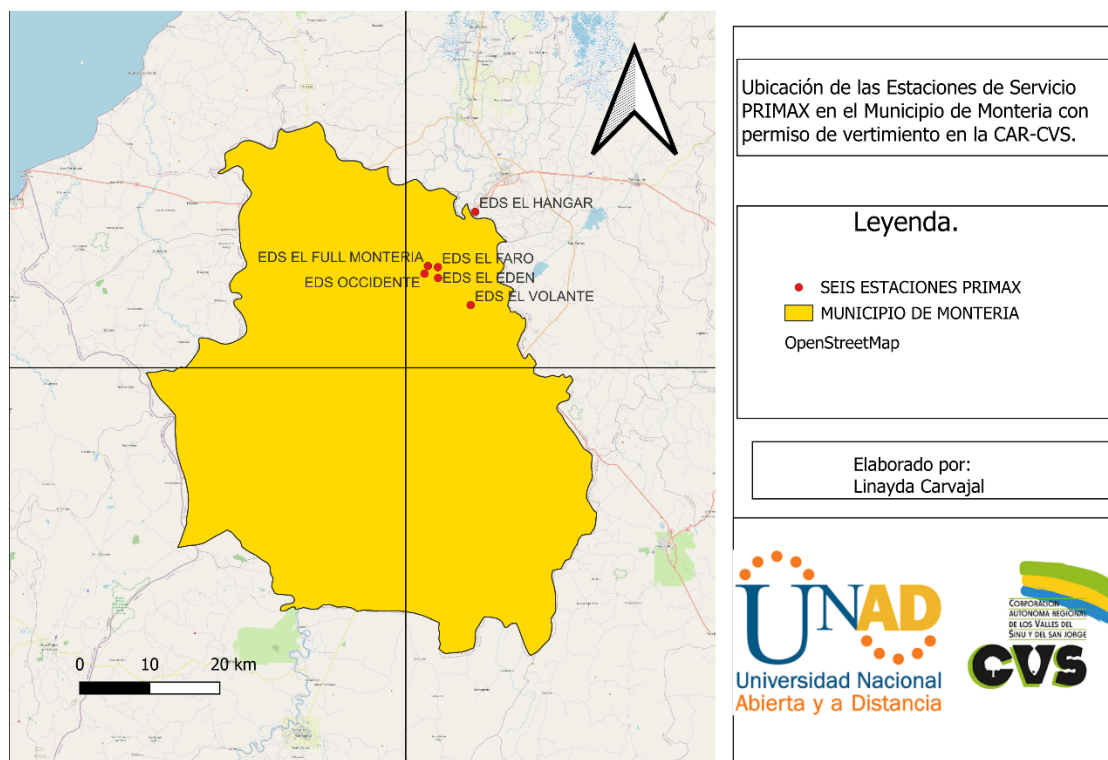 EDS EL HANGAR
EDS EL FULL MONTERIA
EDS EL FARO
EDS OCCIDENTE
EDS EL EDEN
EDS EL VOLANTE
0 10 20 km
Ubicación de las Estaciones de Servicio
PRIMAX en el Municipio de Monteria con
permiso de vertimiento en la CAR-CVS.
Leyenda.
SEIS ESTACIONES PRIMAX
MUNICIPIO DE MONTERIA
OpenStreetMap
Elaborado por:
Linayda Carvajal
UNAD
Universidad Nacional
Abierta y a Distancia
CORPORACION
AUTONOMA REGIONAL
DE LOS VALLES DEL
SINU Y DEL SAN JORGE
CVS